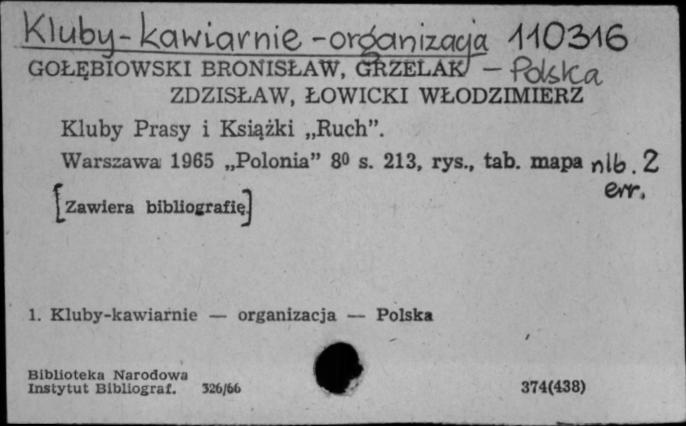 Kluby-kawiarnie-organizacja 110316
GOŁĘBIOWSKI BRONISŁAW, GRZELAK — Polska
ZDZISŁAW, ŁOWICKI WŁODZIMIERZ
Kluby Prasy i Książki „Ruch”.
Warszawa 1965 „Polonia” 8⁰ s. 213, rys., tab. mapa nlb. 2
err.
[Zawiera bibliografię]
1. Kluby-kawiarnie — organizacja — Polska
Biblioteka Narodowa
Instytut Bibliograf. 326/66 374(438)